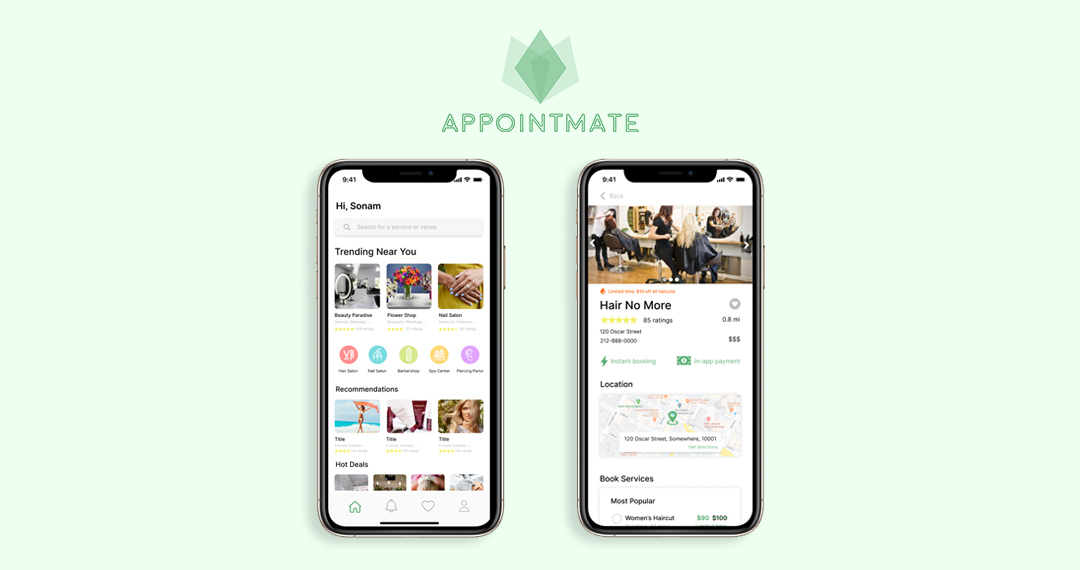 APPOINTMATE
9:41
Hi, Sonam
Search for a service or venue
Trending Near You
Beauty Paradise
Flower Shop
Nail Salon
Hair Salon
Nail Salon
Barbershop
Spa Center
Piercing Parlor
Recommendations
Title
Title
Title
Hot Deals
9:41
Back
Limited time: $10 off all haircuts
Hair No More
85 ratings
0.8 mi
120 Oscar Street
212-888-0000
$$$
Instant booking
In-app payment
Location
120 Oscar Street, Somewhere, 10001
Get directions
Book Services
Most Popular
Women's Haircut
$90 $100